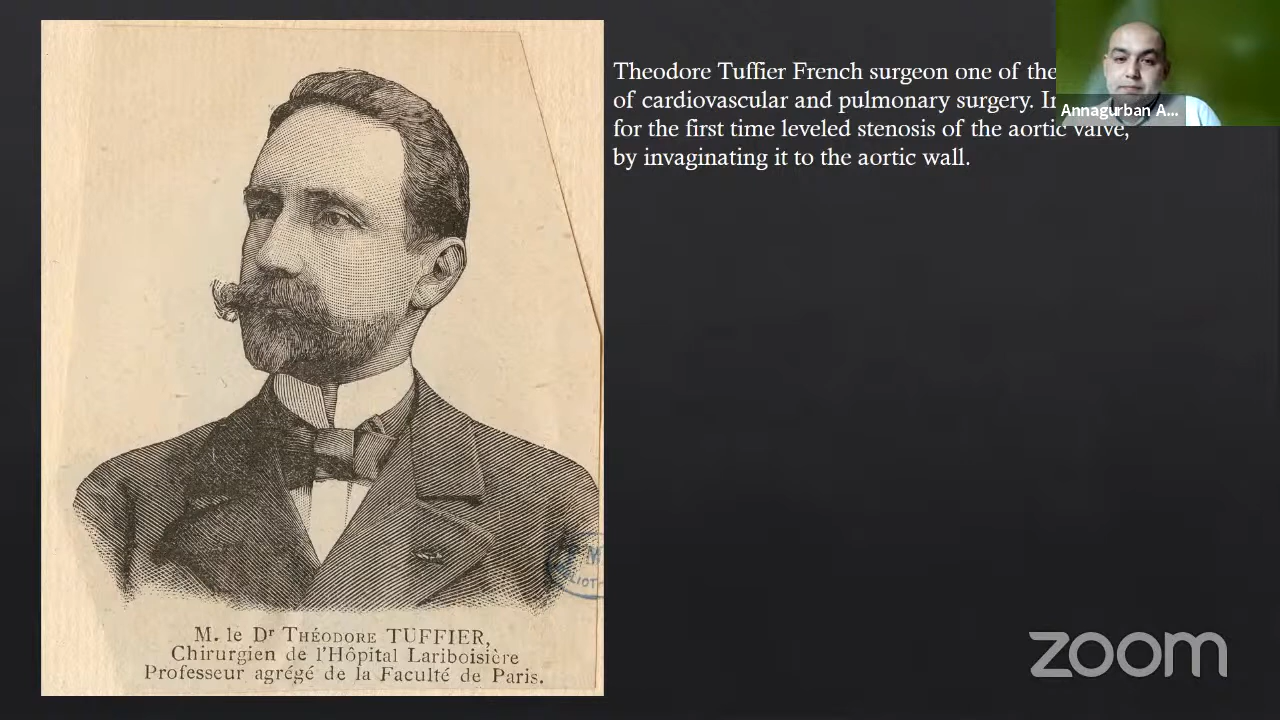 Theodore Tuffier French surgeon one of the
of cardiovascular and pulmonary surgery.
for the first time leveled stenosis of the aortic valve,
by invaginating it to the aortic wall.
Annagurban A...
M. le Dr THÉODORE TUFFIER,
Chirurgien de l'Hôpital Lariboisière
Professeur agrégé de la Faculté de Paris.
zoom